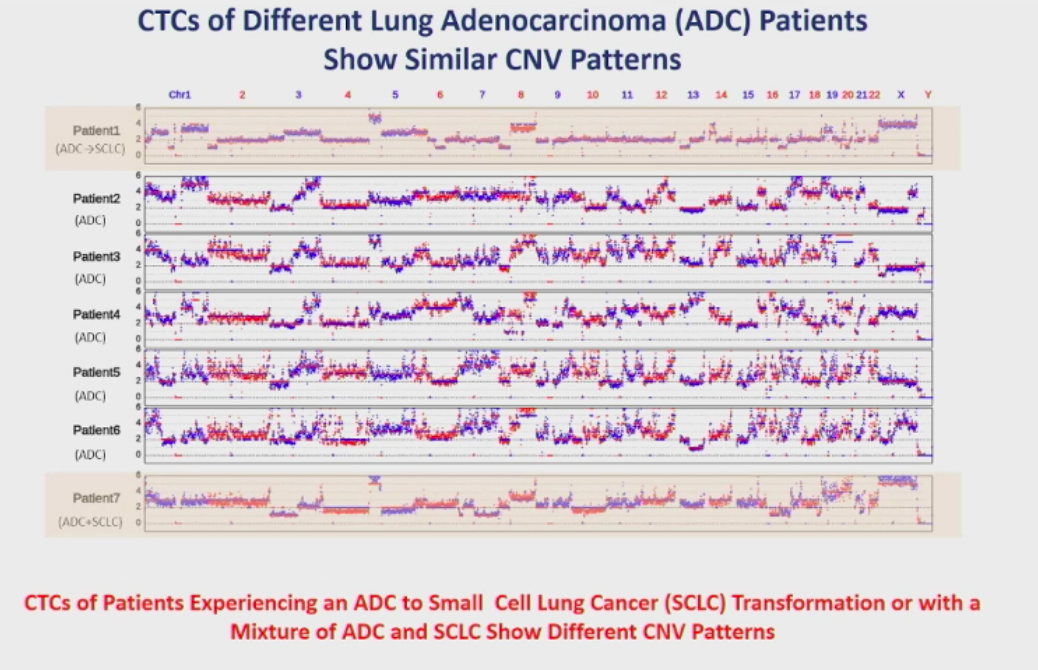 CTCs of Different Lung Adenocarcinoma (ADC) Patients
Show Similar CNV Patterns
Chr1 2 3 4 5 6 7 8 9 10 11 12 13 14 15 16 17 18 19 20 21 22 X Y
Patient1
(ADC→SCLC)
6
4
2
0
Patient2
(ADC)
6
4
2
0
Patient3
(ADC)
6
4
2
0
Patient4
(ADC)
6
4
2
0
Patient5
(ADC)
6
4
2
0
Patient6
(ADC)
6
4
2
0
Patient7
(ADC+SCLC)
6
4
2
0
CTCs of Patients Experiencing an ADC to Small Cell Lung Cancer (SCLC) Transformation or with a
Mixture of ADC and SCLC Show Different CNV Patterns